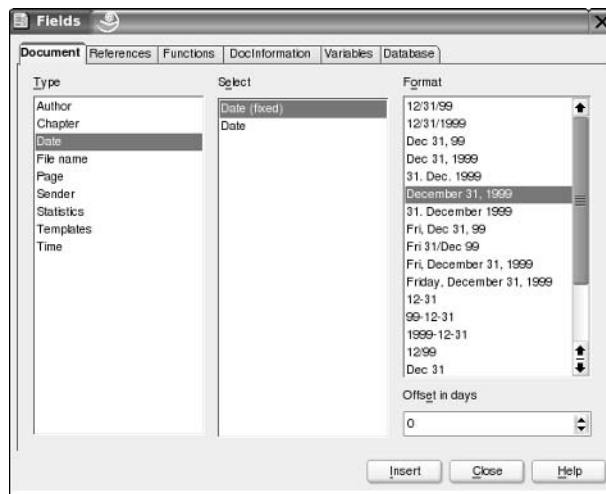 Fields
Document References Functions DocInformation Variables Database
Type
Author
Chapter
Date
File name
Page
Sender
Statistics
Templates
Time
Select
Date (fixed)
Date
Format
12/31/99
12/31/1999
Dec 31, 99
Dec 31, 1999
31. Dec. 1999
December 31, 1999
31. December 1999
Fri, Dec 31, 99
Fri 31/Dec 99
Fri, December 31, 1999
Friday, December 31, 1999
12-31
99-12-31
1999-12-31
12/99
Dec 31
Offset in days
0
Insert Close Help